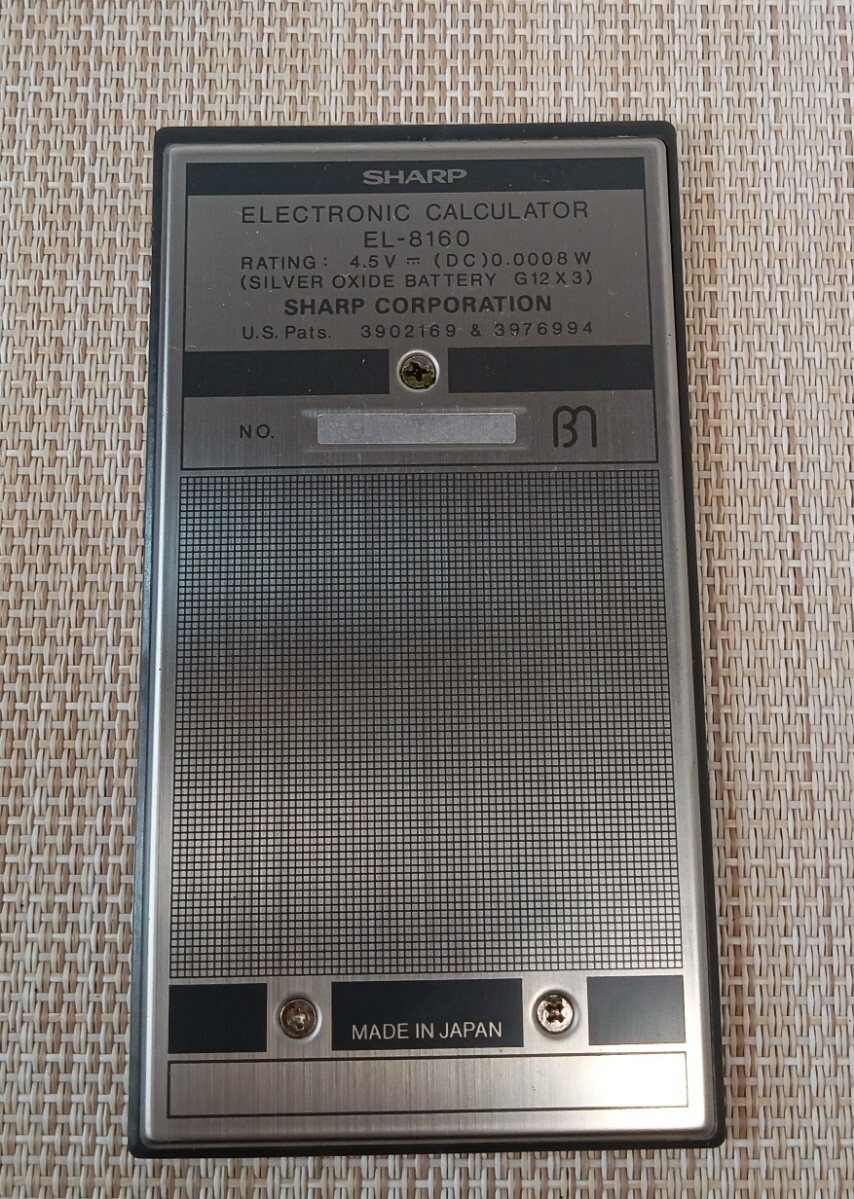 SHARP
ELECTRONIC CALCULATOR
EL-8160
RATING: 4.5V ⎓ (DC)0.0008W
(SILVER OXIDE BATTERY G12X3)
SHARP CORPORATION
U.S. Pats. 3902169 & 3976994
NO.
MADE IN JAPAN